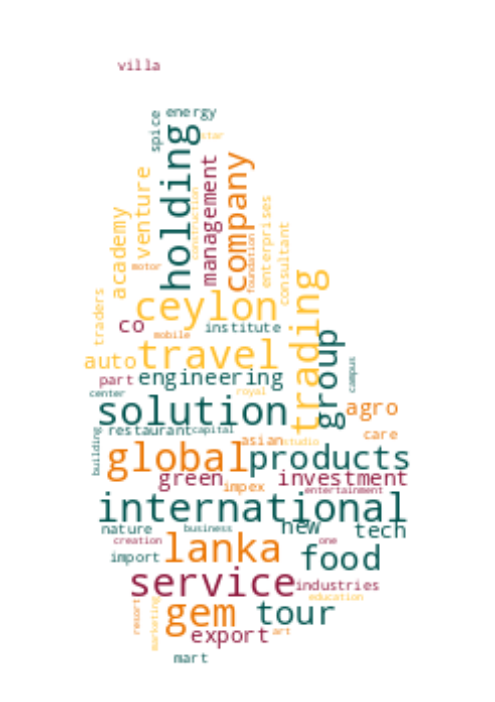 villa
energy
spice
star
holding
management
company
venture
academy
construction
foundation
enterprises
consultant
motor
traders
ceylon
trading
co
institute
mobile
group
auto
travel
part
engineering
campus
center
royal
solution
agro
restaurant
capital
building
asian
studio
care
global
products
green
investment
impex
entertainment
international
nature
business
new
tech
creation
one
import
lanka
food
service
industries
education
resort
marketing
gem
tour
export
art
mart